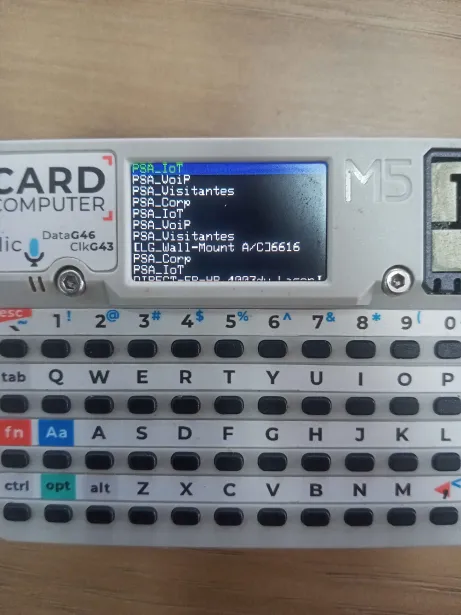 CARD
COMPUTER
Mic DataG46
ClkG43
M5
PSA_IoT
PSA_VoiP
PSA_Visitantes
PSA_Corp
PSA_IoT
PSA_VoiP
PSA_Visitantes
[LG_Wall-Mount A/C]6616
PSA_Corp
PSA_IoT
esc ~ 1 ! 2 @ 3 # 4 $ 5 % 6 ^ 7 & 8 * 9 ( 0
tab Q W E R T Y U I O P
fn Aa A S D F G H J K L
ctrl opt alt Z X C V B N M , <